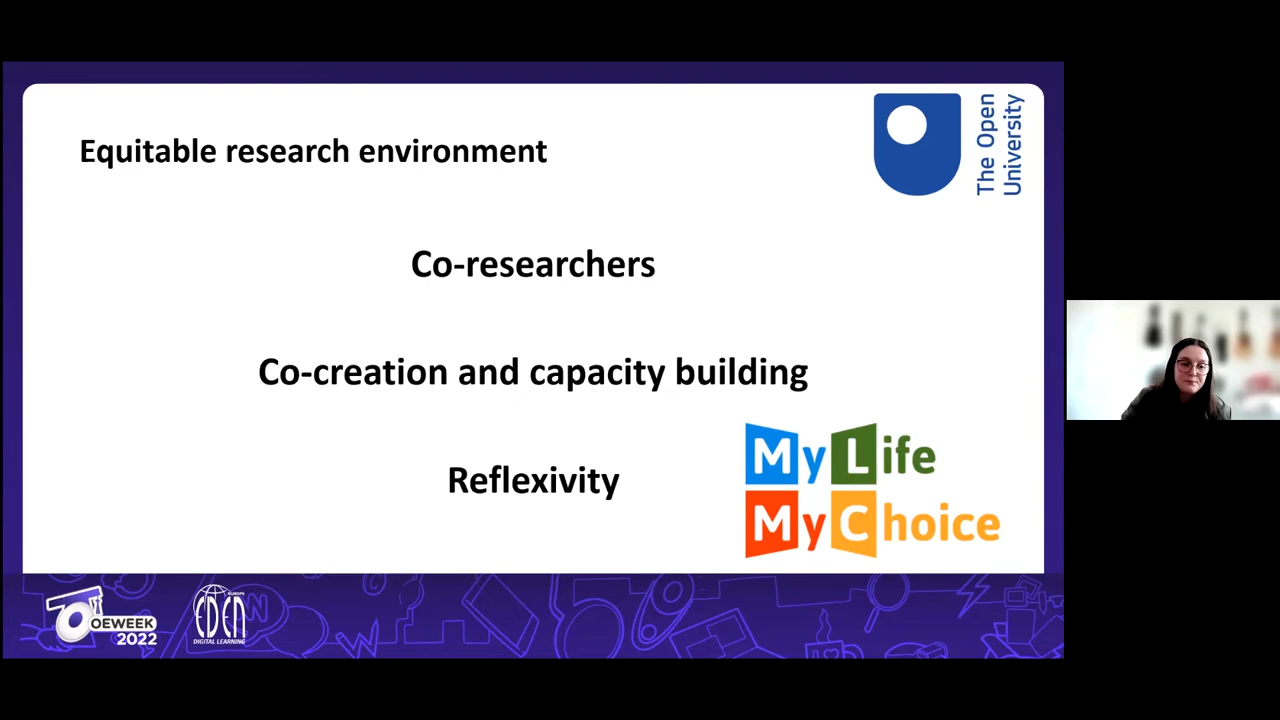 Equitable research environment
The Open
University
Co-researchers
Co-creation and capacity building
Reflexivity
My Life
My Choice
OEWEEK
2022
EUROPE
EDEN
DIGITAL LEARNING